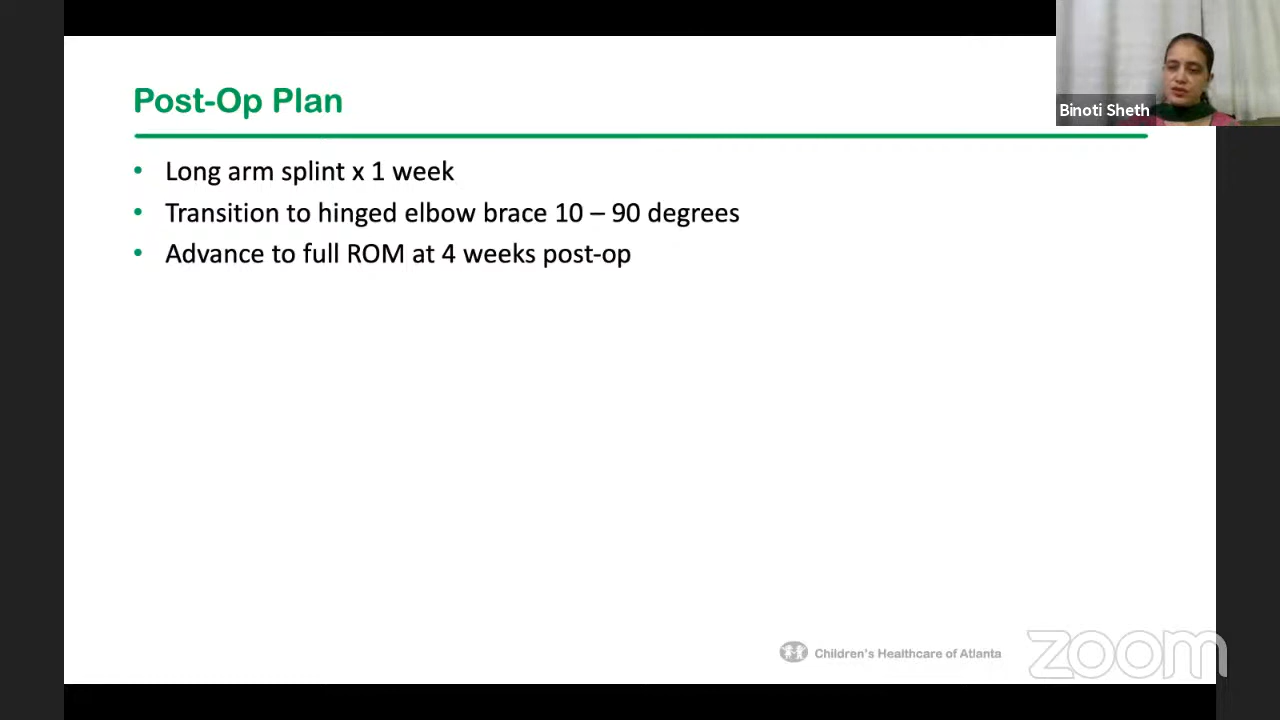 Post-Op Plan
Binoti Sheth
• Long arm splint x 1 week
• Transition to hinged elbow brace 10 – 90 degrees
• Advance to full ROM at 4 weeks post-op
Children's Healthcare of Atlanta
zoom